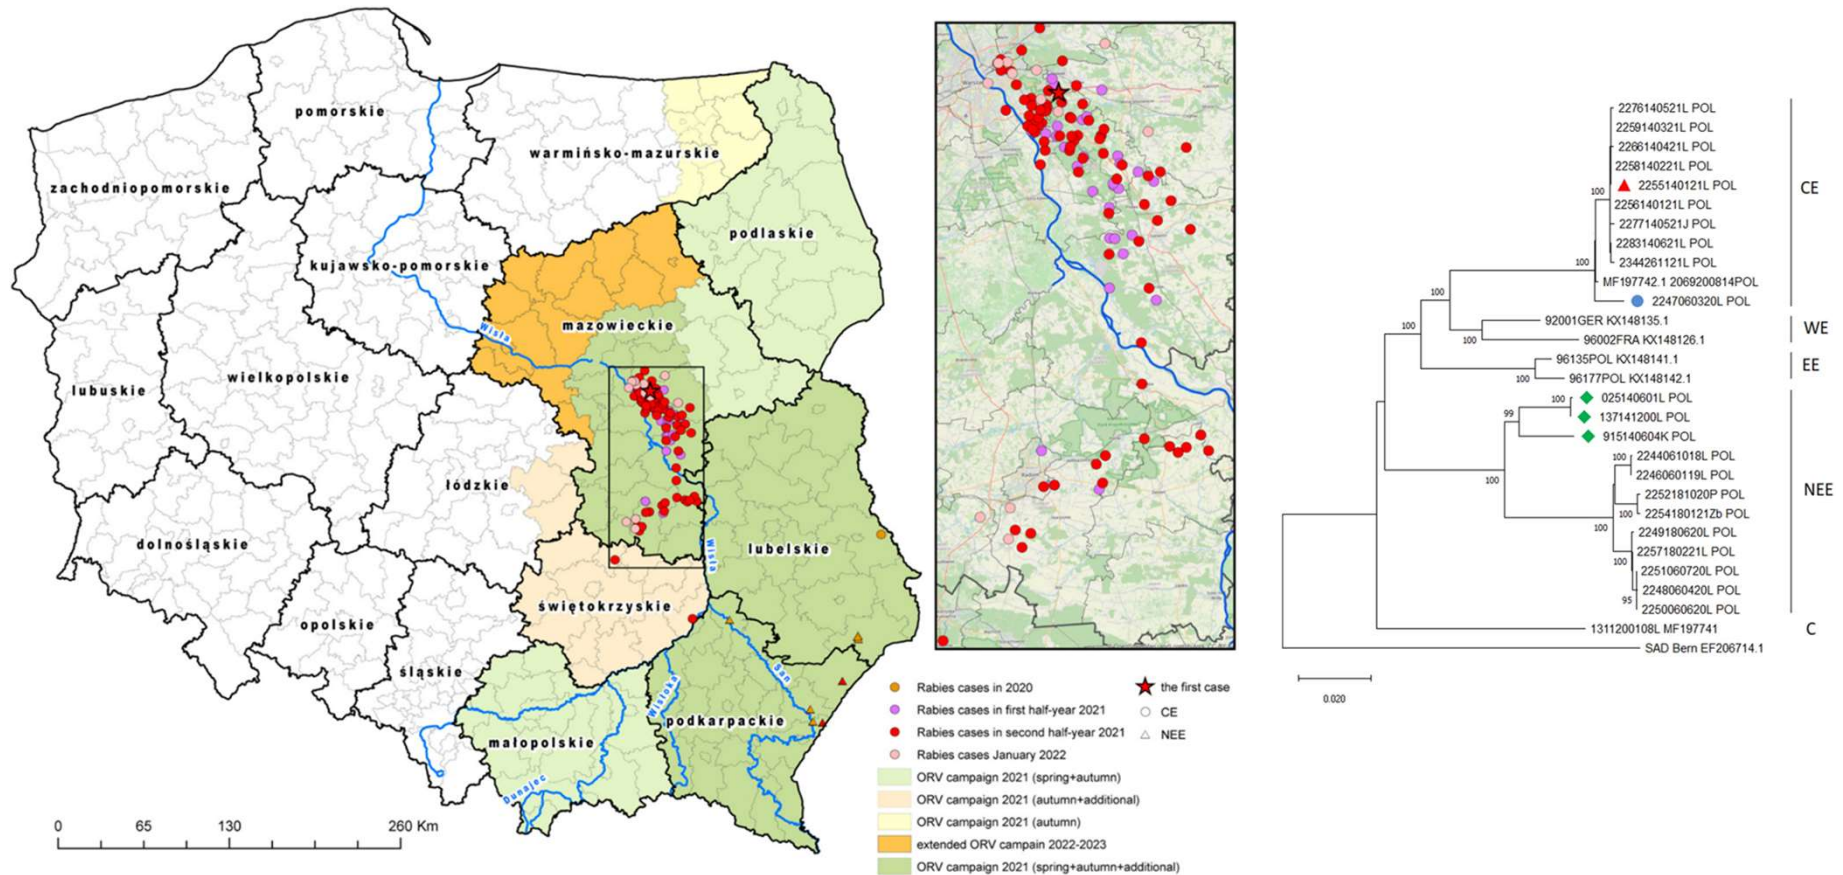 pomorskie
zachodniopomorskie
warmińsko-mazurskie
podlaskie
kujawsko-pomorskie
mazowieckie
Wisła
lubuskie
wielkopolskie
łódzkie
dolnośląskie
lubelskie
Wisła
świętokrzyskie
opolskie
śląskie
San
Wisłoka
podkarpackie
małopolskie
Dunajec
0 65 130 260 Km
Rabies cases in 2020
Rabies cases in first half-year 2021
Rabies cases in second half-year 2021
Rabies cases January 2022
ORV campaign 2021 (spring+autumn)
ORV campaign 2021 (autumn+additional)
ORV campaign 2021 (autumn)
extended ORV campain 2022-2023
ORV campaign 2021 (spring+autumn+additional)
the first case
CE
NEE
2276140521L POL
2259140321L POL
2266140421L POL
2258140221L POL
2255140121L POL
2256140121L POL
2277140521J POL
2283140621L POL
2344261121L POL
MF197742.1 2069200814POL
2247060320L POL
92001GER KX148135.1
96002FRA KX148126.1
96135POL KX148141.1
96177POL KX148142.1
025140601L POL
137141200L POL
915140604K POL
2244061018L POL
2246060119L POL
2252181020P POL
2254180121Zb POL
2249180620L POL
2257180221L POL
2251060720L POL
2248060420L POL
2250060620L POL
1311200108L MF197741
SAD Bern EF206714.1
100
100
100
100
100
100
100
99
100
100
100
100
100
95
CE
WE
EE
NEE
C
0.020